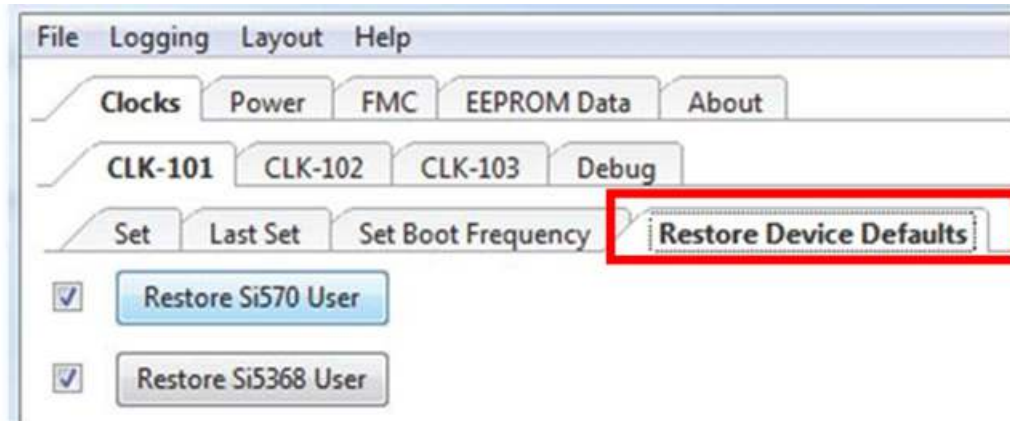 File Logging Layout Help
Clocks Power FMC EEPROM Data About
CLK-101 CLK-102 CLK-103 Debug
Set Last Set Set Boot Frequency Restore Device Defaults
Restore Si570 User
Restore Si5368 User